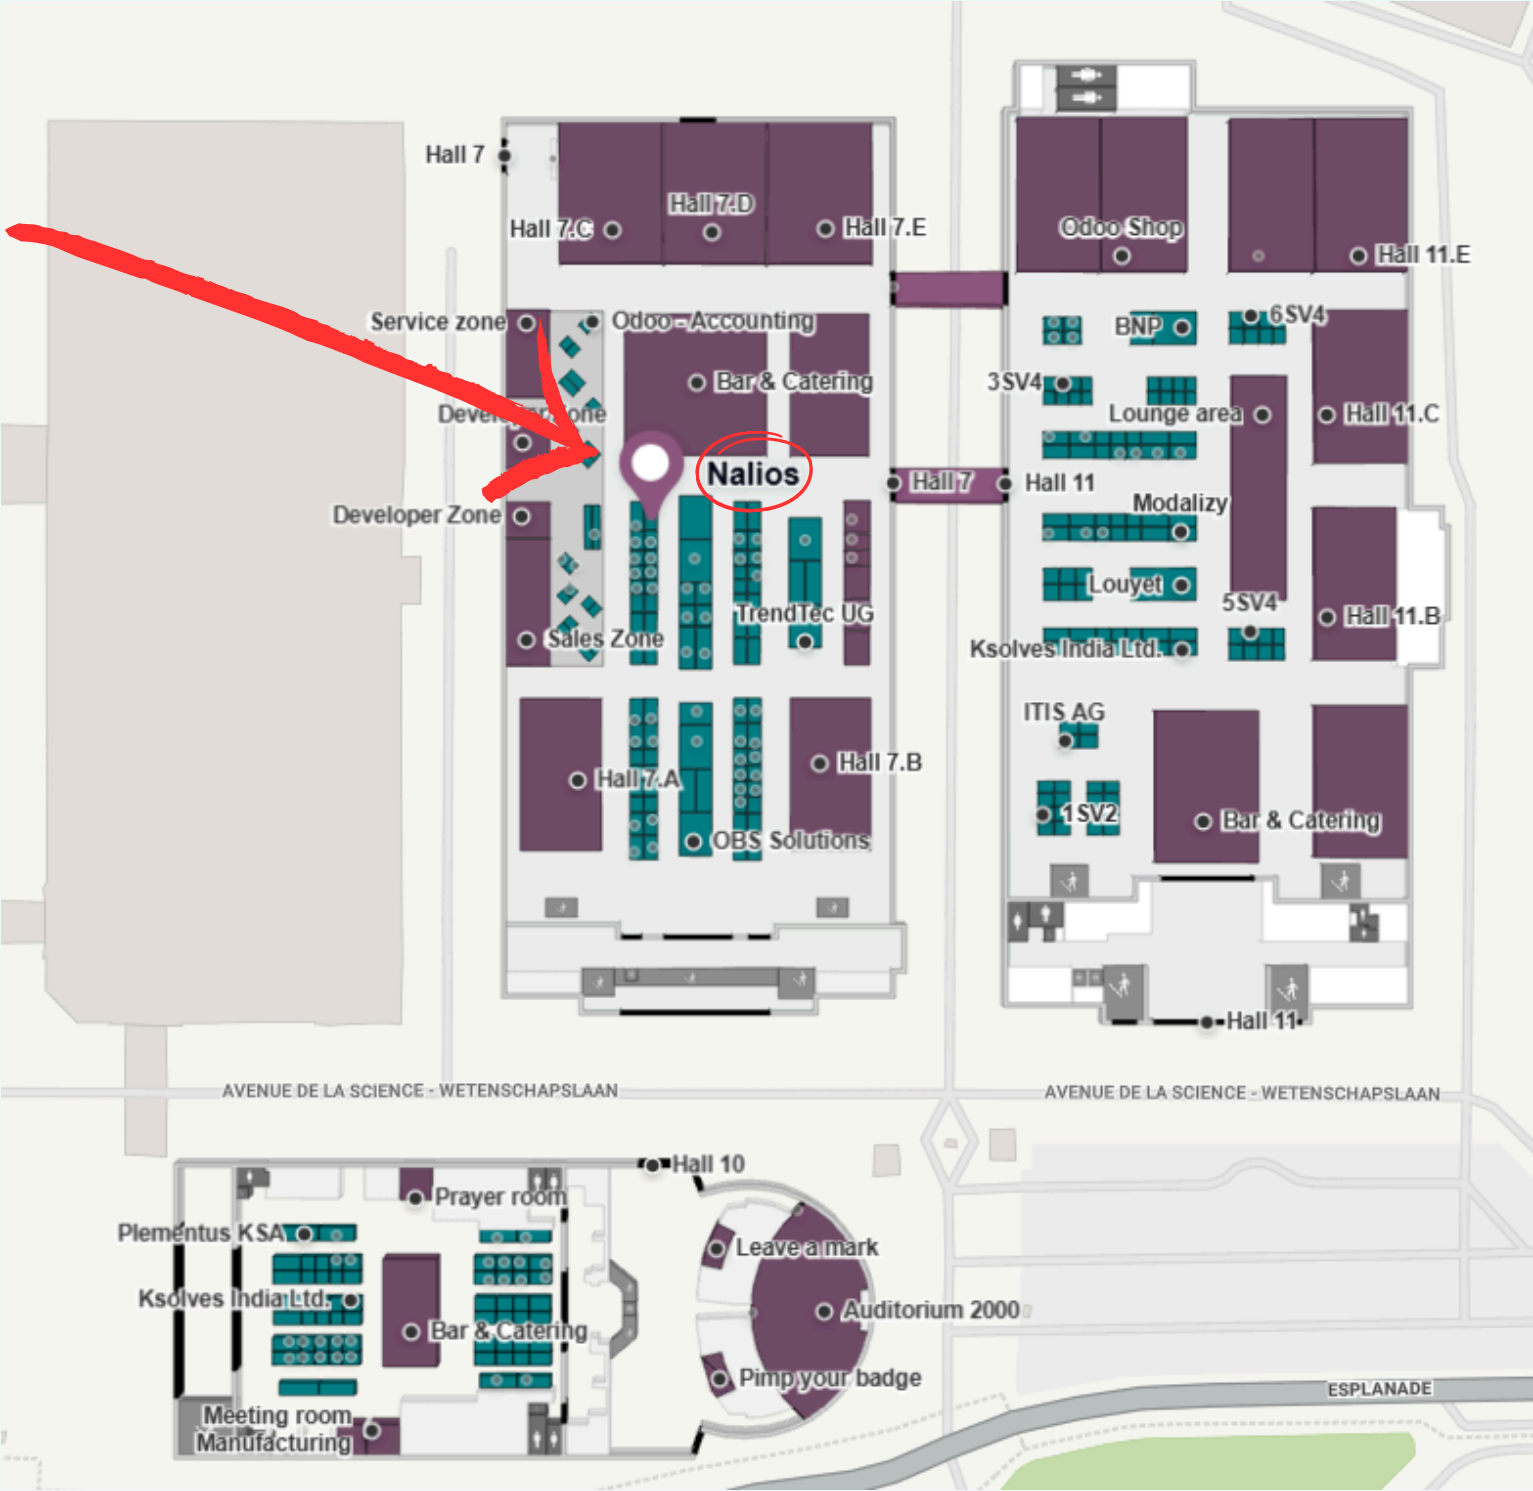 Hall 7
Hall 7.C
Hall 7.D
Hall 7.E
Odoo Shop
Hall 11.E
Service zone
Odoo - Accounting
BNP
6SV4
Bar & Catering
3SV4
Lounge area
Hall 11.C
Developer Zone
Nalios
Hall 7
Hall 11
Modalizy
Developer Zone
Louyet
5SV4
TrendTec UG
Hall 11.B
Sales Zone
Ksolves India Ltd.
ITIS AG
Hall 7.A
Hall 7.B
1SV2
Bar & Catering
OBS Solutions
Hall 11
AVENUE DE LA SCIENCE - WETENSCHAPSLAAN
AVENUE DE LA SCIENCE - WETENSCHAPSLAAN
Hall 10
Prayer room
Plementus KSA
Leave a mark
Ksolves India Ltd.
Auditorium 2000
Bar & Catering
Pimp your badge
ESPLANADE
Meeting room
Manufacturing